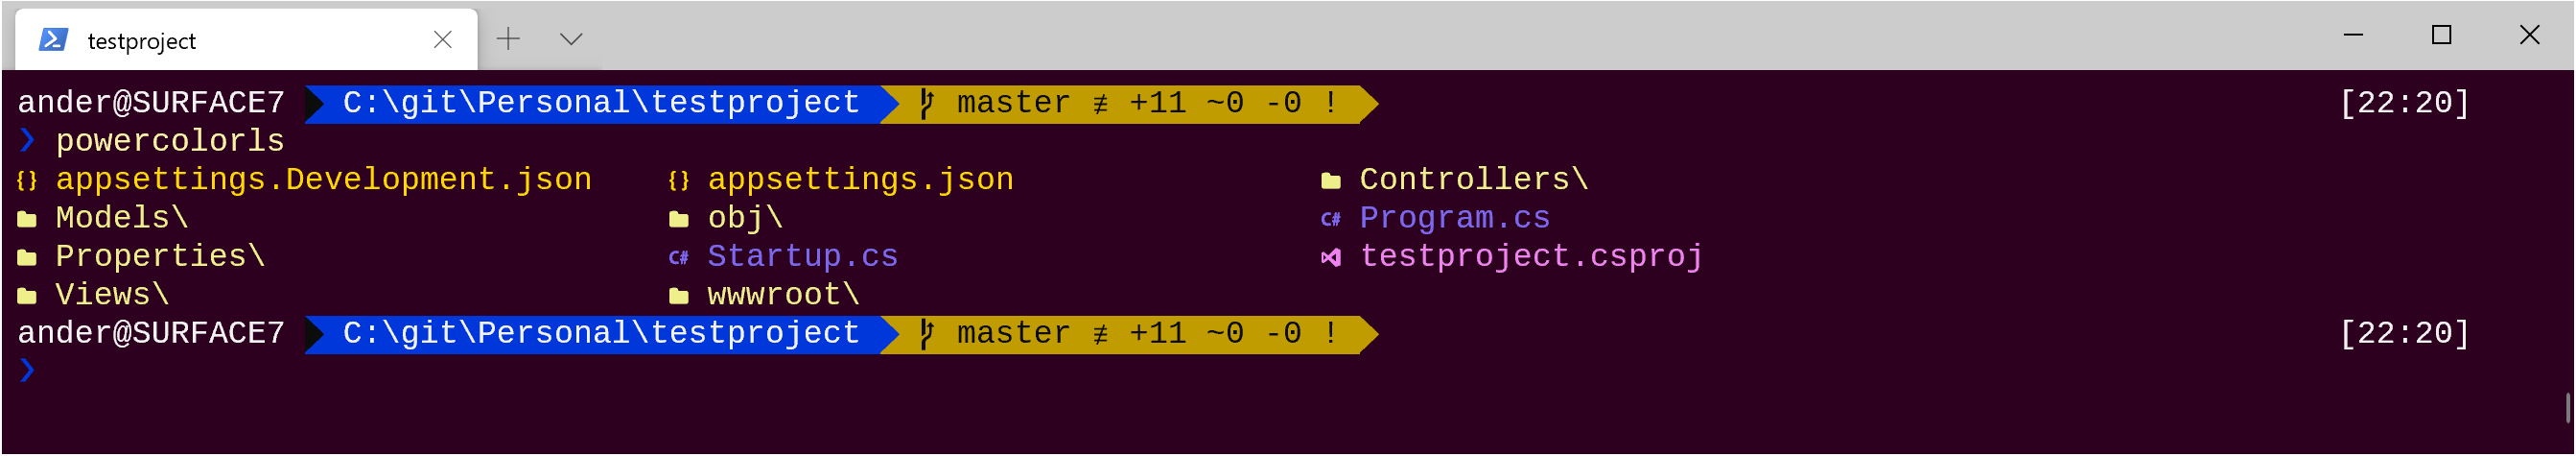 testproject
ander@SURFACE7 C:\git\Personal\testproject master ≢ +11 ~0 -0 ! [22:20]
❯ powercolorls
{} appsettings.Development.json {} appsettings.json Controllers\
Models\ obj\ C# Program.cs
Properties\ C# Startup.cs testproject.csproj
Views\ wwwroot\
ander@SURFACE7 C:\git\Personal\testproject master ≢ +11 ~0 -0 ! [22:20]
❯